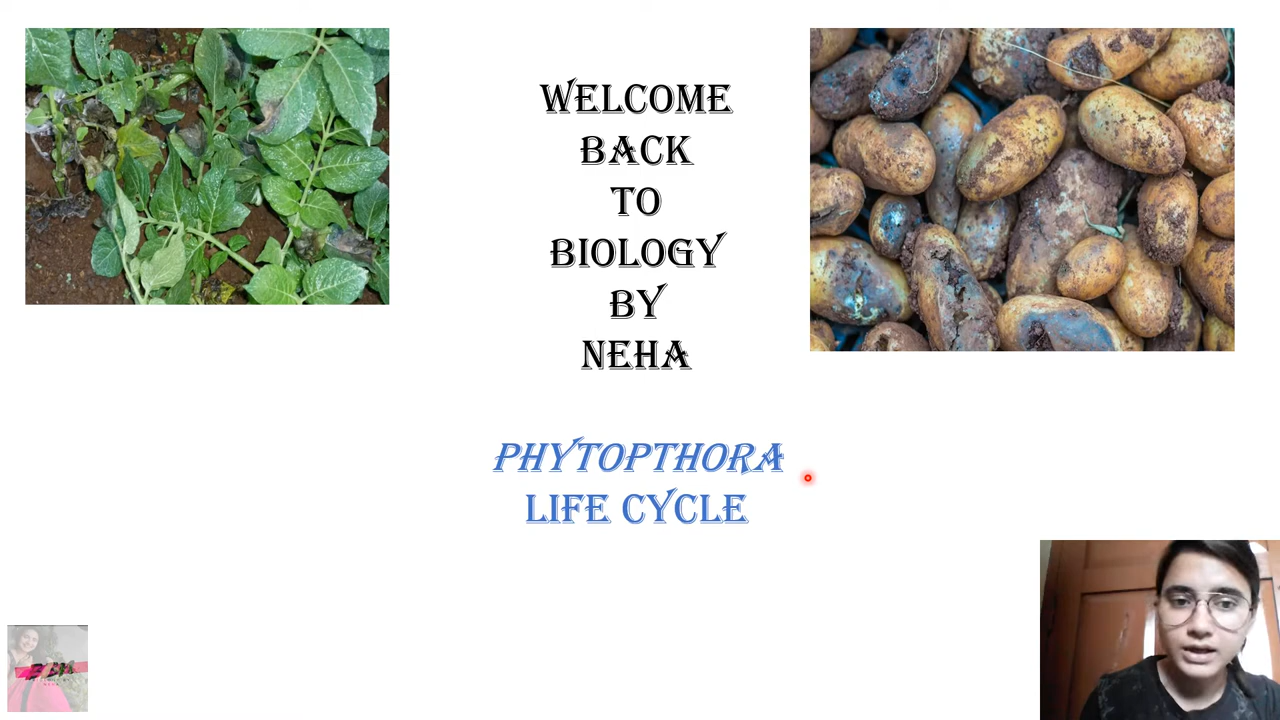 WELCOME
BACK
TO
BIOLOGY
BY
NEHA
PHYTOPTHORA
LIFE CYCLE